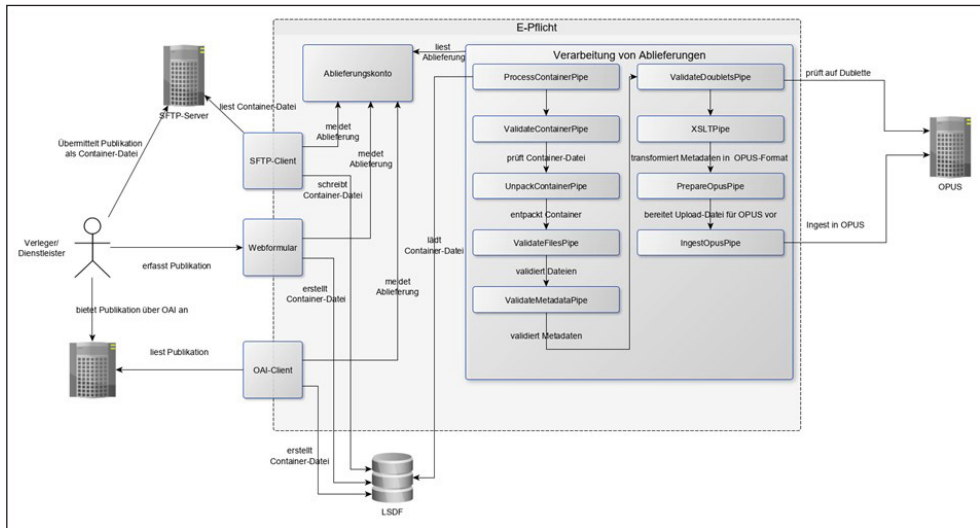 E-Pflicht
liest
Ablieferung
Verarbeitung von Ablieferungen
Ablieferungskonto
ProcessContainerPipe
ValidateDoubletsPipe
prüft auf Dublette
SFTP-Server
liest Container-Datei
meldet
Ablieferung
meldet
Ablieferung
ValidateContainerPipe
XSLTPipe
Übermittelt Publikation
als Container-Datei
SFTP-Client
prüft Container-Datei
transformiert Metadaten in OPUS-Format
OPUS
schreibt
Container-Datei
UnpackContainerPipe
PrepareOpusPipe
entpackt Container
bereitet Upload-Datei für OPUS vor
Ingest in OPUS
Verleger/
Dienstleister
Webformular
lädt
Container-Datei
ValidateFilesPipe
IngestOpusPipe
erfasst Publikation
validiert Dateien
erstellt
Container-Datei
meldet
Ablieferung
ValidateMetadataPipe
bietet Publikation über OAI an
validiert Metadaten
liest Publikation
OAI-Client
erstellt
Container-Datei
LSDF